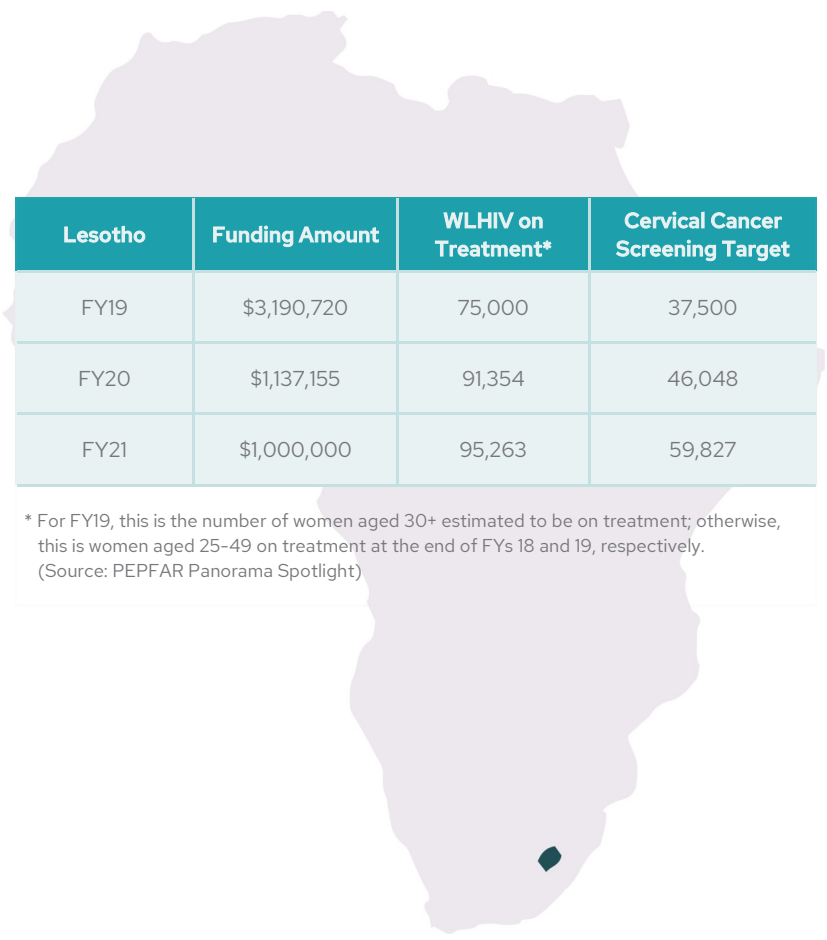 Lesotho Funding Amount WLHIV on Treatment* Cervical Cancer Screening Target
FY19 $3,190,720 75,000 37,500
FY20 $1,137,155 91,354 46,048
FY21 $1,000,000 95,263 59,827
* For FY19, this is the number of women aged 30+ estimated to be on treatment; otherwise,
this is women aged 25-49 on treatment at the end of FYs 18 and 19, respectively.
(Source: PEPFAR Panorama Spotlight)